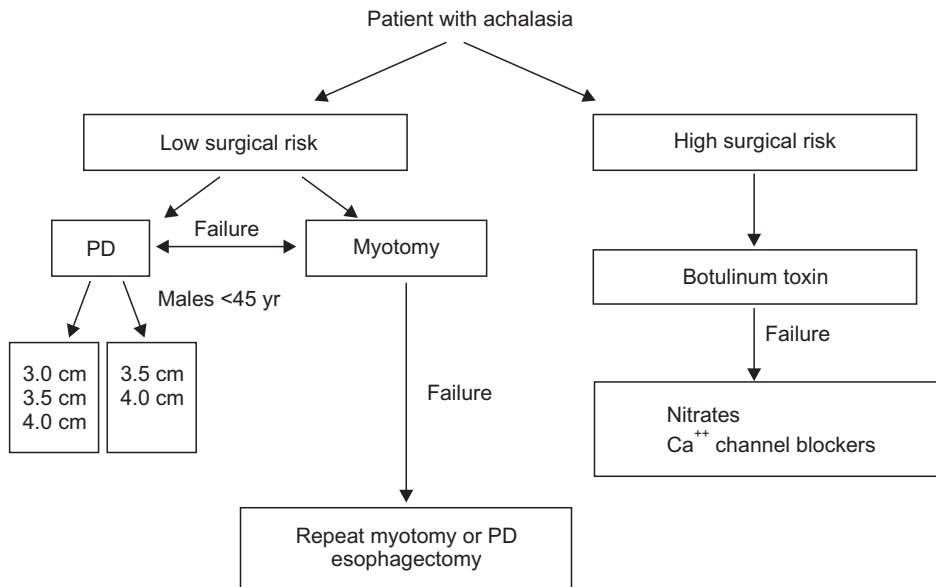 Patient with achalasia
Low surgical risk
High surgical risk
Failure
PD
Myotomy
Botulinum toxin
Males <45 yr
Failure
3.0 cm
3.5 cm
4.0 cm
3.5 cm
4.0 cm
Failure
Nitrates
Ca++ channel blockers
Repeat myotomy or PD
esophagectomy